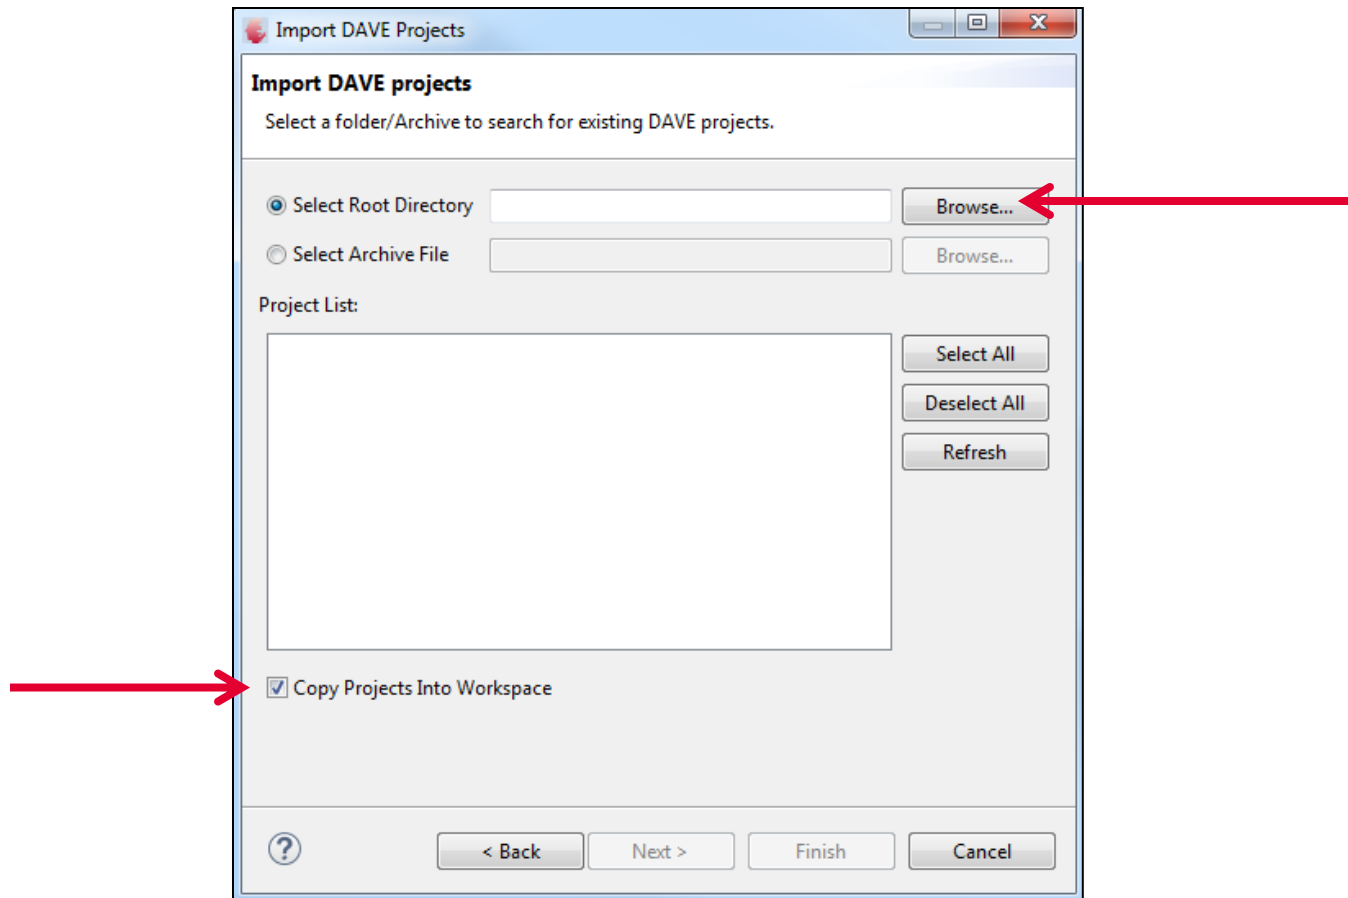 Import DAVE Projects
Import DAVE projects
Select a folder/Archive to search for existing DAVE projects.
Select Root Directory Browse...
Select Archive File Browse...
Project List:
Select All
Deselect All
Refresh
Copy Projects Into Workspace
? < Back Next > Finish Cancel